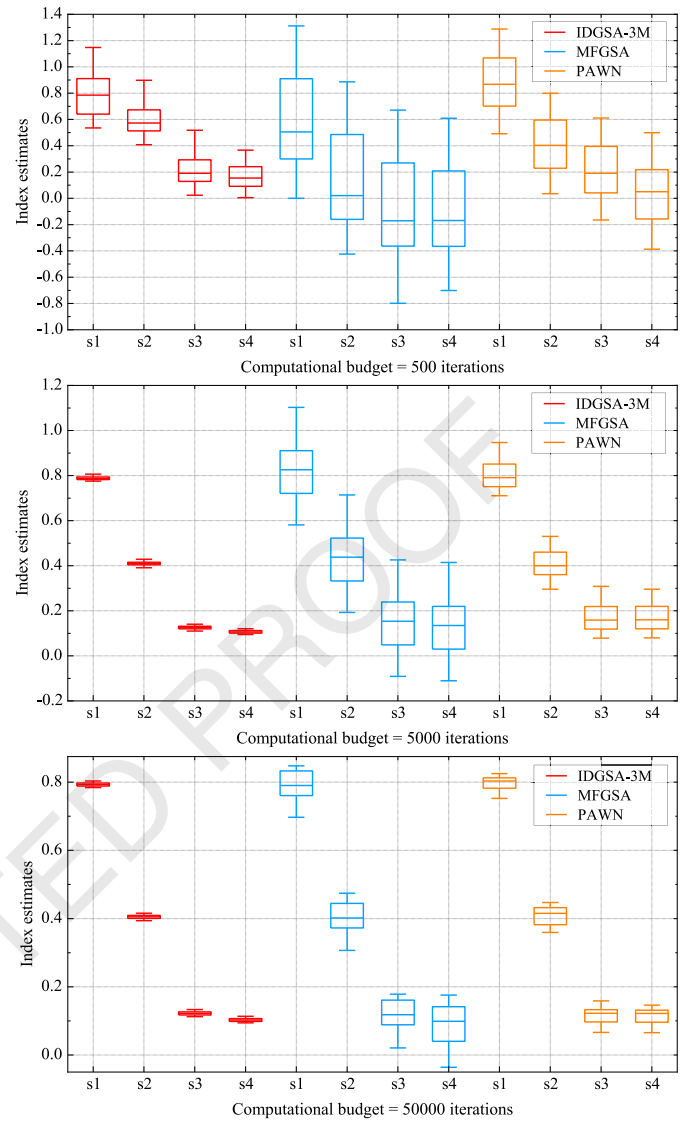 1.4
1.2
1.0
0.8
0.6
0.4
0.2
0.0
-0.2
-0.4
-0.6
-0.8
-1.0
Index estimates
IDGSA-3M
MFGSA
PAWN
s1 s2 s3 s4 s1 s2 s3 s4 s1 s2 s3 s4
Computational budget = 500 iterations
1.2
1.0
0.8
0.6
0.4
0.2
0.0
-0.2
Index estimates
IDGSA-3M
MFGSA
PAWN
s1 s2 s3 s4 s1 s2 s3 s4 s1 s2 s3 s4
Computational budget = 5000 iterations
0.8
0.4
0.2
0.0
Index estimates
IDGSA-3M
MFGSA
PAWN
s1 s2 s3 s4 s1 s2 s3 s4 s1 s2 s3 s4
Computational budget = 50000 iterations
TED PROOF